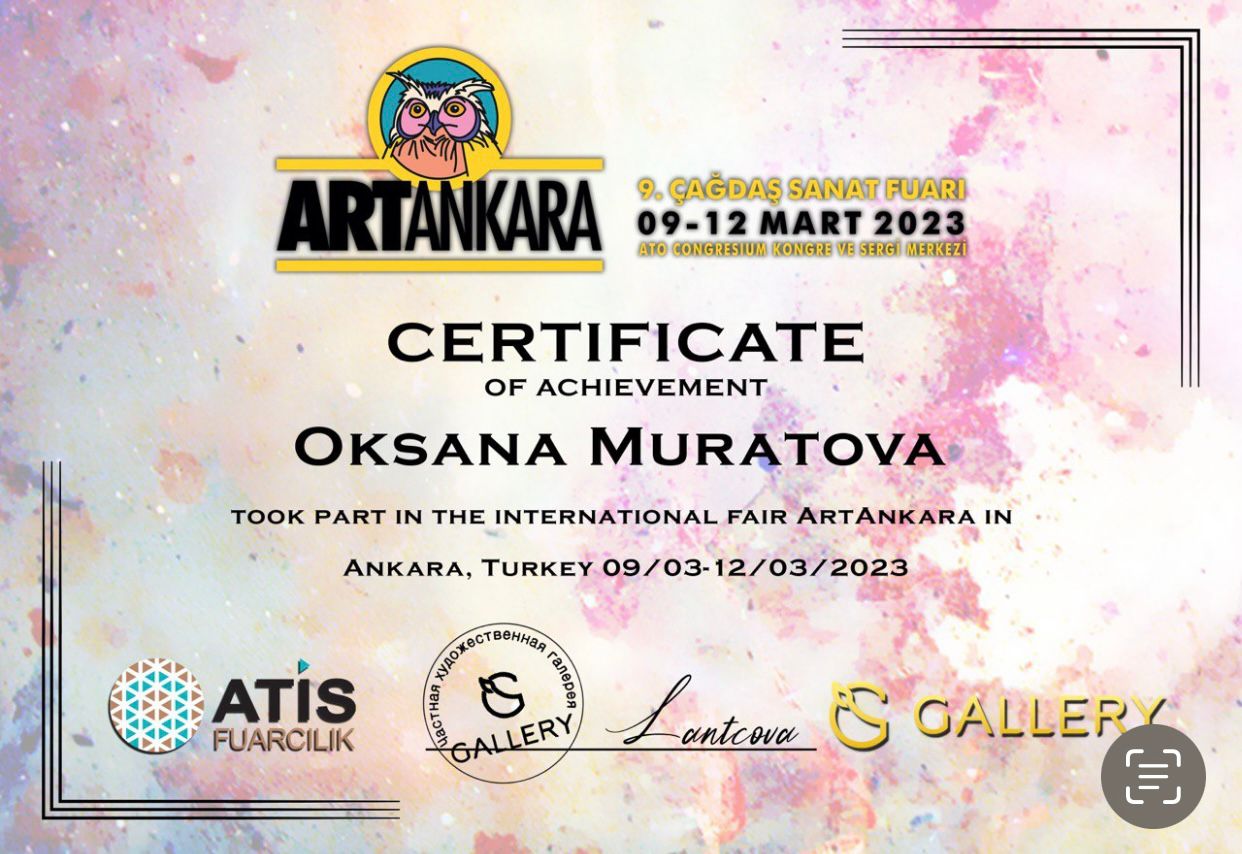 ARTANKARA
9. ÇAĞDAŞ SANAT FUARI
09-12 MART 2023
ATO CONGRESIUM KONGRE VE SERGİ MERKEZİ
CERTIFICATE
OF ACHIEVEMENT
OKSANA MURATOVA
TOOK PART IN THE INTERNATIONAL FAIR ARTANKARA IN
ANKARA, TURKEY 09/03-12/03/2023
ATİS
FUARCILIK
частная художественная галерея
GALLERY
Lantcova
GALLERY